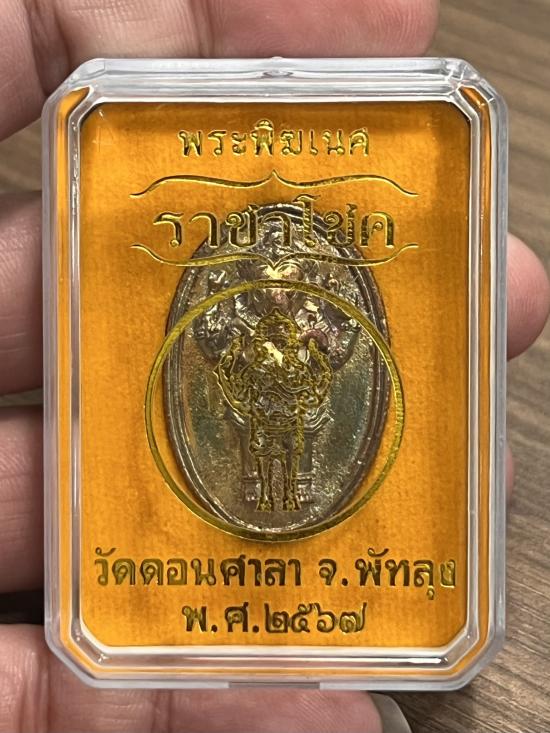 พระพิฆเนศ
ราชาโชค
วัดดอนศาลา จ.พัทลุง
พ.ศ.๒๕๖๗